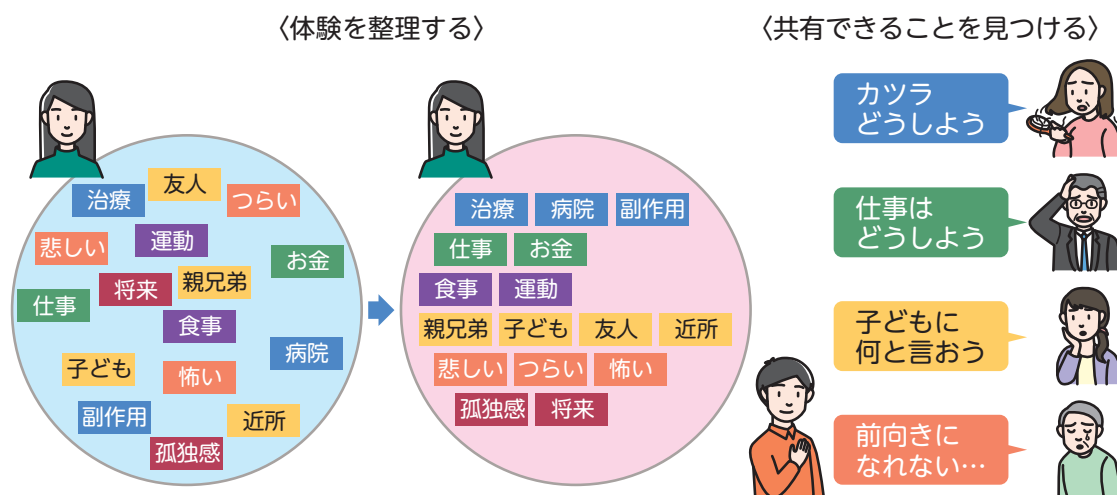 〈体験を整理する〉
〈共有できることを見つける〉
治療
友人
つらい
悲しい
運動
お金
仕事
将来
親兄弟
食事
病院
子ども
怖い
副作用
近所
孤独感
治療 病院 副作用
仕事 お金
食事 運動
親兄弟 子ども 友人 近所
悲しい つらい 怖い
孤独感 将来
カツラ
どうしよう
仕事は
どうしよう
子どもに
何と言おう
前向きに
なれない…